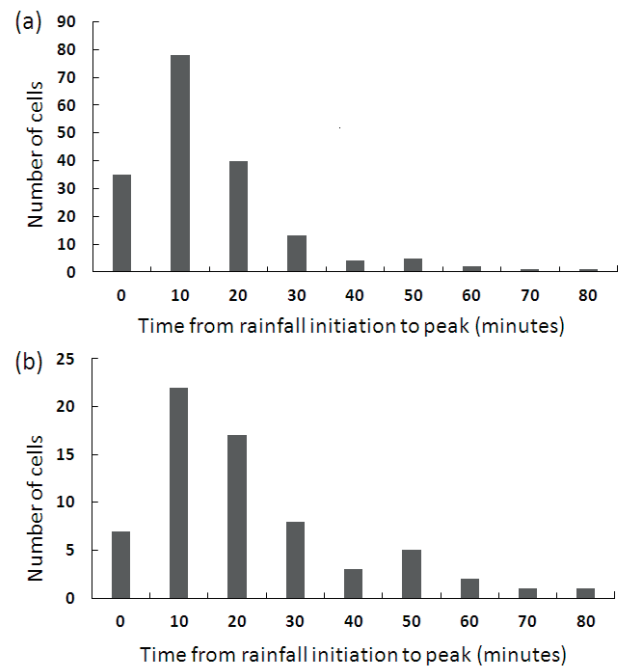 (a)
90
80
70
60
50
40
30
20
10
0
Number of cells
0 10 20 30 40 50 60 70 80
Time from rainfall initiation to peak (minutes)
(b)
25
20
15
10
5
0
Number of cells
0 10 20 30 40 50 60 70 80
Time from rainfall initiation to peak (minutes)